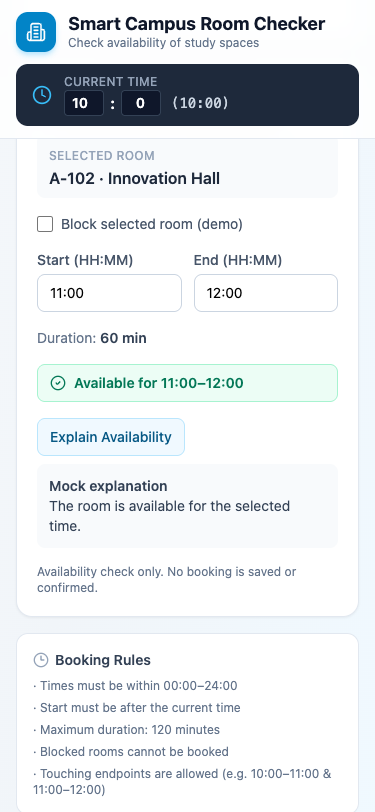 Smart Campus Room Checker
Check availability of study spaces
CURRENT TIME
10 : 0 (10:00)
SELECTED ROOM
A-102 · Innovation Hall
Block selected room (demo)
Start (HH:MM) End (HH:MM)
11:00 12:00
Duration: 60 min
Available for 11:00–12:00
Explain Availability
Mock explanation
The room is available for the selected
time.
Availability check only. No booking is saved or
confirmed.
Booking Rules
· Times must be within 00:00–24:00
· Start must be after the current time
· Maximum duration: 120 minutes
· Blocked rooms cannot be booked
· Touching endpoints are allowed (e.g. 10:00–11:00 &
11:00–12:00)